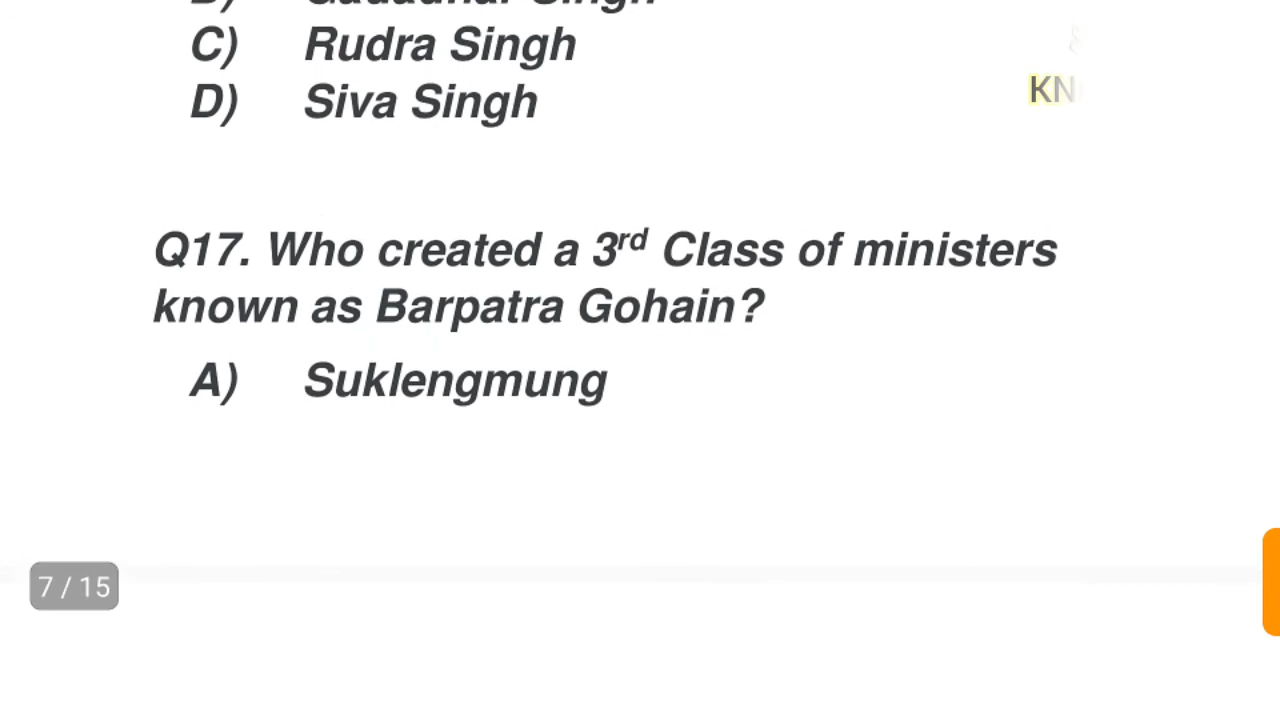 C) Rudra Singh
D) Siva Singh
KN
Q17. Who created a 3rd Class of ministers
known as Barpatra Gohain?
A) Suklengmung
7 / 15